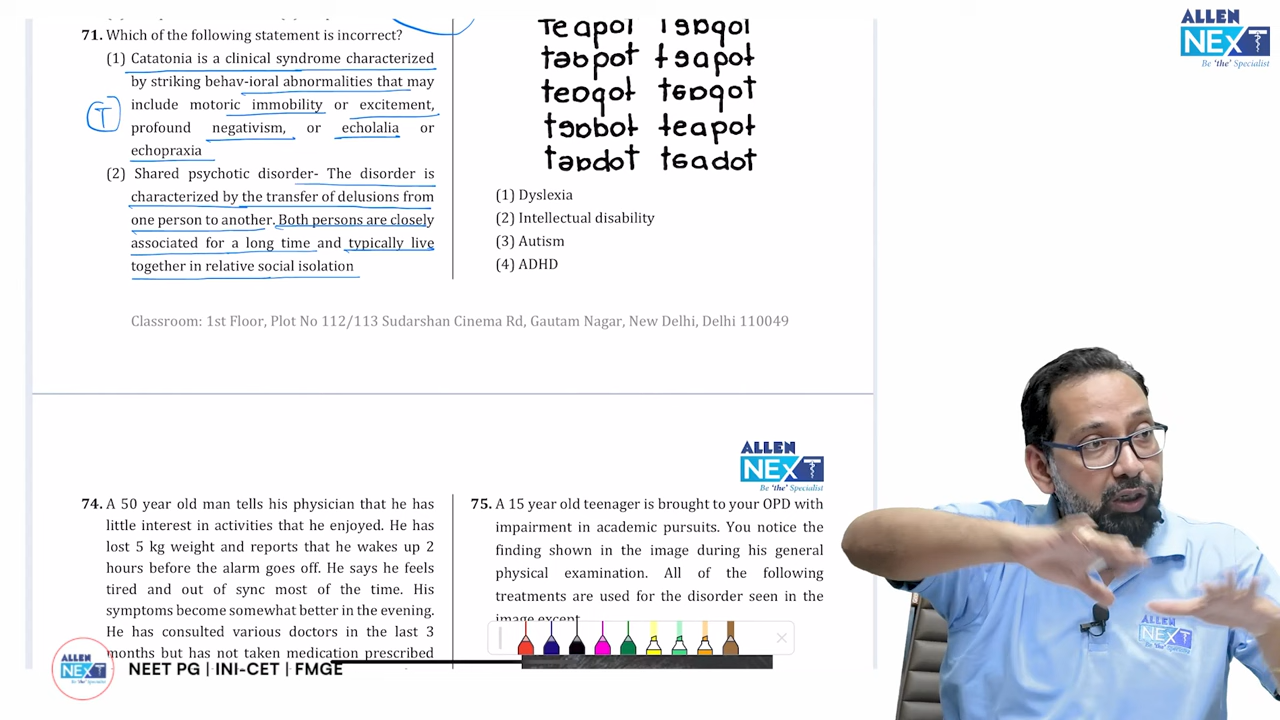 71. Which of the following statement is incorrect?
(1) Catatonia is a clinical syndrome characterized
by striking behav-ioral abnormalities that may
include motoric immobility or excitement,
profound negativism, or echolalia or
echopraxia
T
(2) Shared psychotic disorder- The disorder is
characterized by the transfer of delusions from
one person to another. Both persons are closely
associated for a long time and typically live
together in relative social isolation
teapot
(1) Dyslexia
(2) Intellectual disability
(3) Autism
(4) ADHD
Classroom: 1st Floor, Plot No 112/113 Sudarshan Cinema Rd, Gautam Nagar, New Delhi, Delhi 110049
ALLEN
NEXT
Be 'the' Specialist
74. A 50 year old man tells his physician that he has
little interest in activities that he enjoyed. He has
lost 5 kg weight and reports that he wakes up 2
hours before the alarm goes off. He says he feels
tired and out of sync most of the time. His
symptoms become somewhat better in the evening.
He has consulted various doctors in the last 3
months but has not taken medication prescribed
75. A 15 year old teenager is brought to your OPD with
impairment in academic pursuits. You notice the
finding shown in the image during his general
physical examination. All of the following
treatments are used for the disorder seen in the
image except
ALLEN
NEXT
Be 'the' Specialist
ALLEN
NEXT
ALLEN
NEXT
Be 'the' Specialist
NEET PG | INI-CET | FMGE